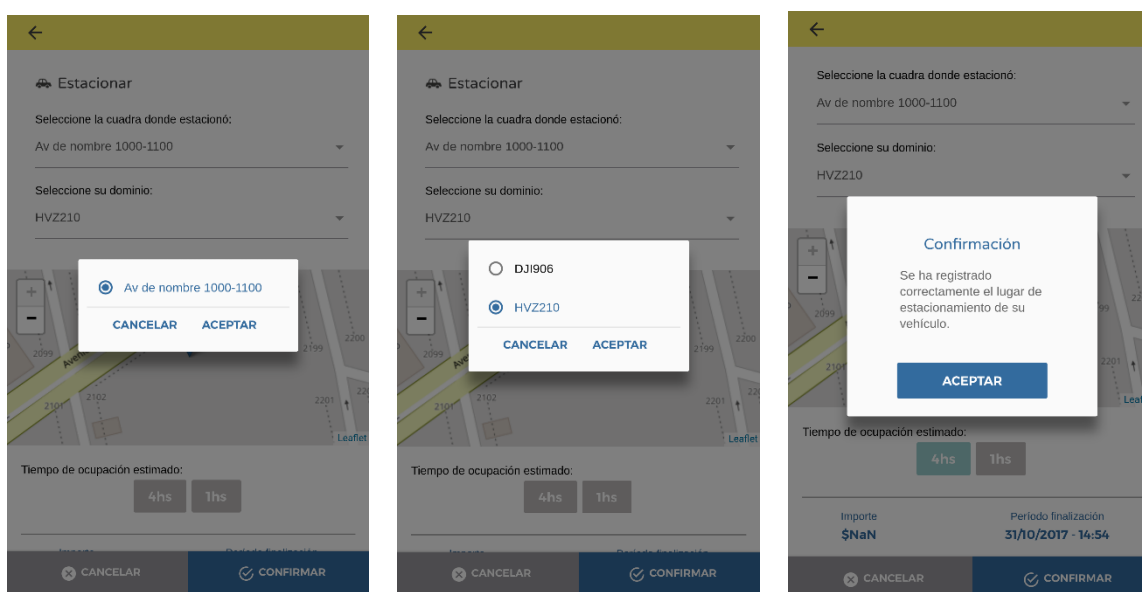 Estacionar
Seleccione la cuadra donde estacionó:
Av de nombre 1000-1100
Seleccione su dominio:
HVZ210
Av de nombre 1000-1100
CANCELAR ACEPTAR
+
-
2099
2199
2200
2102
2101
2201
Leaflet
Tiempo de ocupación estimado:
4hs 1hs
CANCELAR CONFIRMAR
Estacionar
Seleccione la cuadra donde estacionó:
Av de nombre 1000-1100
Seleccione su dominio:
HVZ210
DJI906
HVZ210
CANCELAR ACEPTAR
+
-
2099
2199
2200
2102
2101
2201
Leaflet
Tiempo de ocupación estimado:
4hs 1hs
CANCELAR CONFIRMAR
Seleccione la cuadra donde estacionó:
Av de nombre 1000-1100
Seleccione su dominio:
HVZ210
Confirmación
Se ha registrado
correctamente el lugar de
estacionamiento de su
vehículo.
ACEPTAR
+
-
2099
2201
Tiempo de ocupación estimado:
4hs 1hs
Importe Período finalización
$NaN 31/10/2017 - 14:54
CANCELAR CONFIRMAR